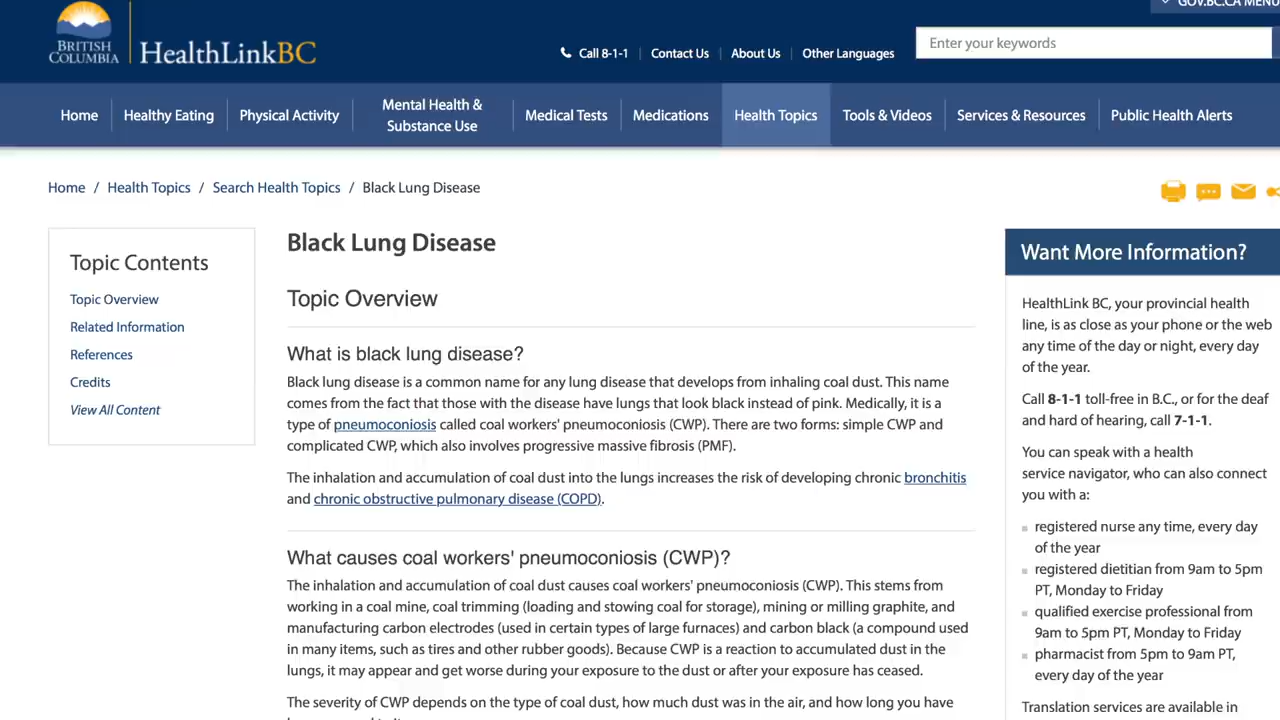 GOV.BC.CA MENU
BRITISH
COLUMBIA
HealthLinkBC
Call 8-1-1
Contact Us
About Us
Other Languages
Enter your keywords
Home
Healthy Eating
Physical Activity
Mental Health &
Substance Use
Medical Tests
Medications
Health Topics
Tools & Videos
Services & Resources
Public Health Alerts
Home / Health Topics / Search Health Topics / Black Lung Disease
Topic Contents
Topic Overview
Related Information
References
Credits
View All Content
Black Lung Disease
Topic Overview
What is black lung disease?
Black lung disease is a common name for any lung disease that develops from inhaling coal dust. This name
comes from the fact that those with the disease have lungs that look black instead of pink. Medically, it is a
type of pneumoconiosis called coal workers' pneumoconiosis (CWP). There are two forms: simple CWP and
complicated CWP, which also involves progressive massive fibrosis (PMF).
The inhalation and accumulation of coal dust into the lungs increases the risk of developing chronic bronchitis
and chronic obstructive pulmonary disease (COPD).
What causes coal workers' pneumoconiosis (CWP)?
The inhalation and accumulation of coal dust causes coal workers' pneumoconiosis (CWP). This stems from
working in a coal mine, coal trimming (loading and stowing coal for storage), mining or milling graphite, and
manufacturing carbon electrodes (used in certain types of large furnaces) and carbon black (a compound used
in many items, such as tires and other rubber goods). Because CWP is a reaction to accumulated dust in the
lungs, it may appear and get worse during your exposure to the dust or after your exposure has ceased.
The severity of CWP depends on the type of coal dust, how much dust was in the air, and how long you have
Want More Information?
HealthLink BC, your provincial health
line, is as close as your phone or the web
any time of the day or night, every day
of the year.
Call 8-1-1 toll-free in B.C., or for the deaf
and hard of hearing, call 7-1-1.
You can speak with a health
service navigator, who can also connect
you with a:
registered nurse any time, every day
of the year
registered dietitian from 9am to 5pm
PT, Monday to Friday
qualified exercise professional from
9am to 5pm PT, Monday to Friday
pharmacist from 5pm to 9am PT,
every day of the year
Translation services are available in